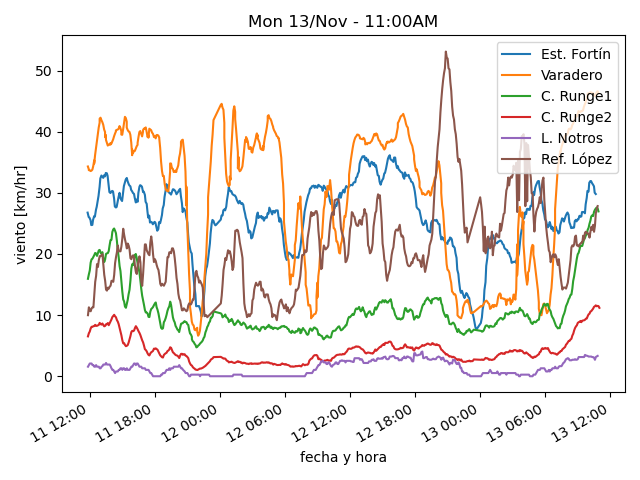 Mon 13/Nov - 11:00AM
viento [km/hr]
50
40
30
20
10
0
Est. Fortín
Varadero
C. Runge1
C. Runge2
L. Notros
Ref. López
11 12:00
11 18:00
12 00:00
12 06:00
12 12:00
12 18:00
13 00:00
13 06:00
13 12:00
fecha y hora